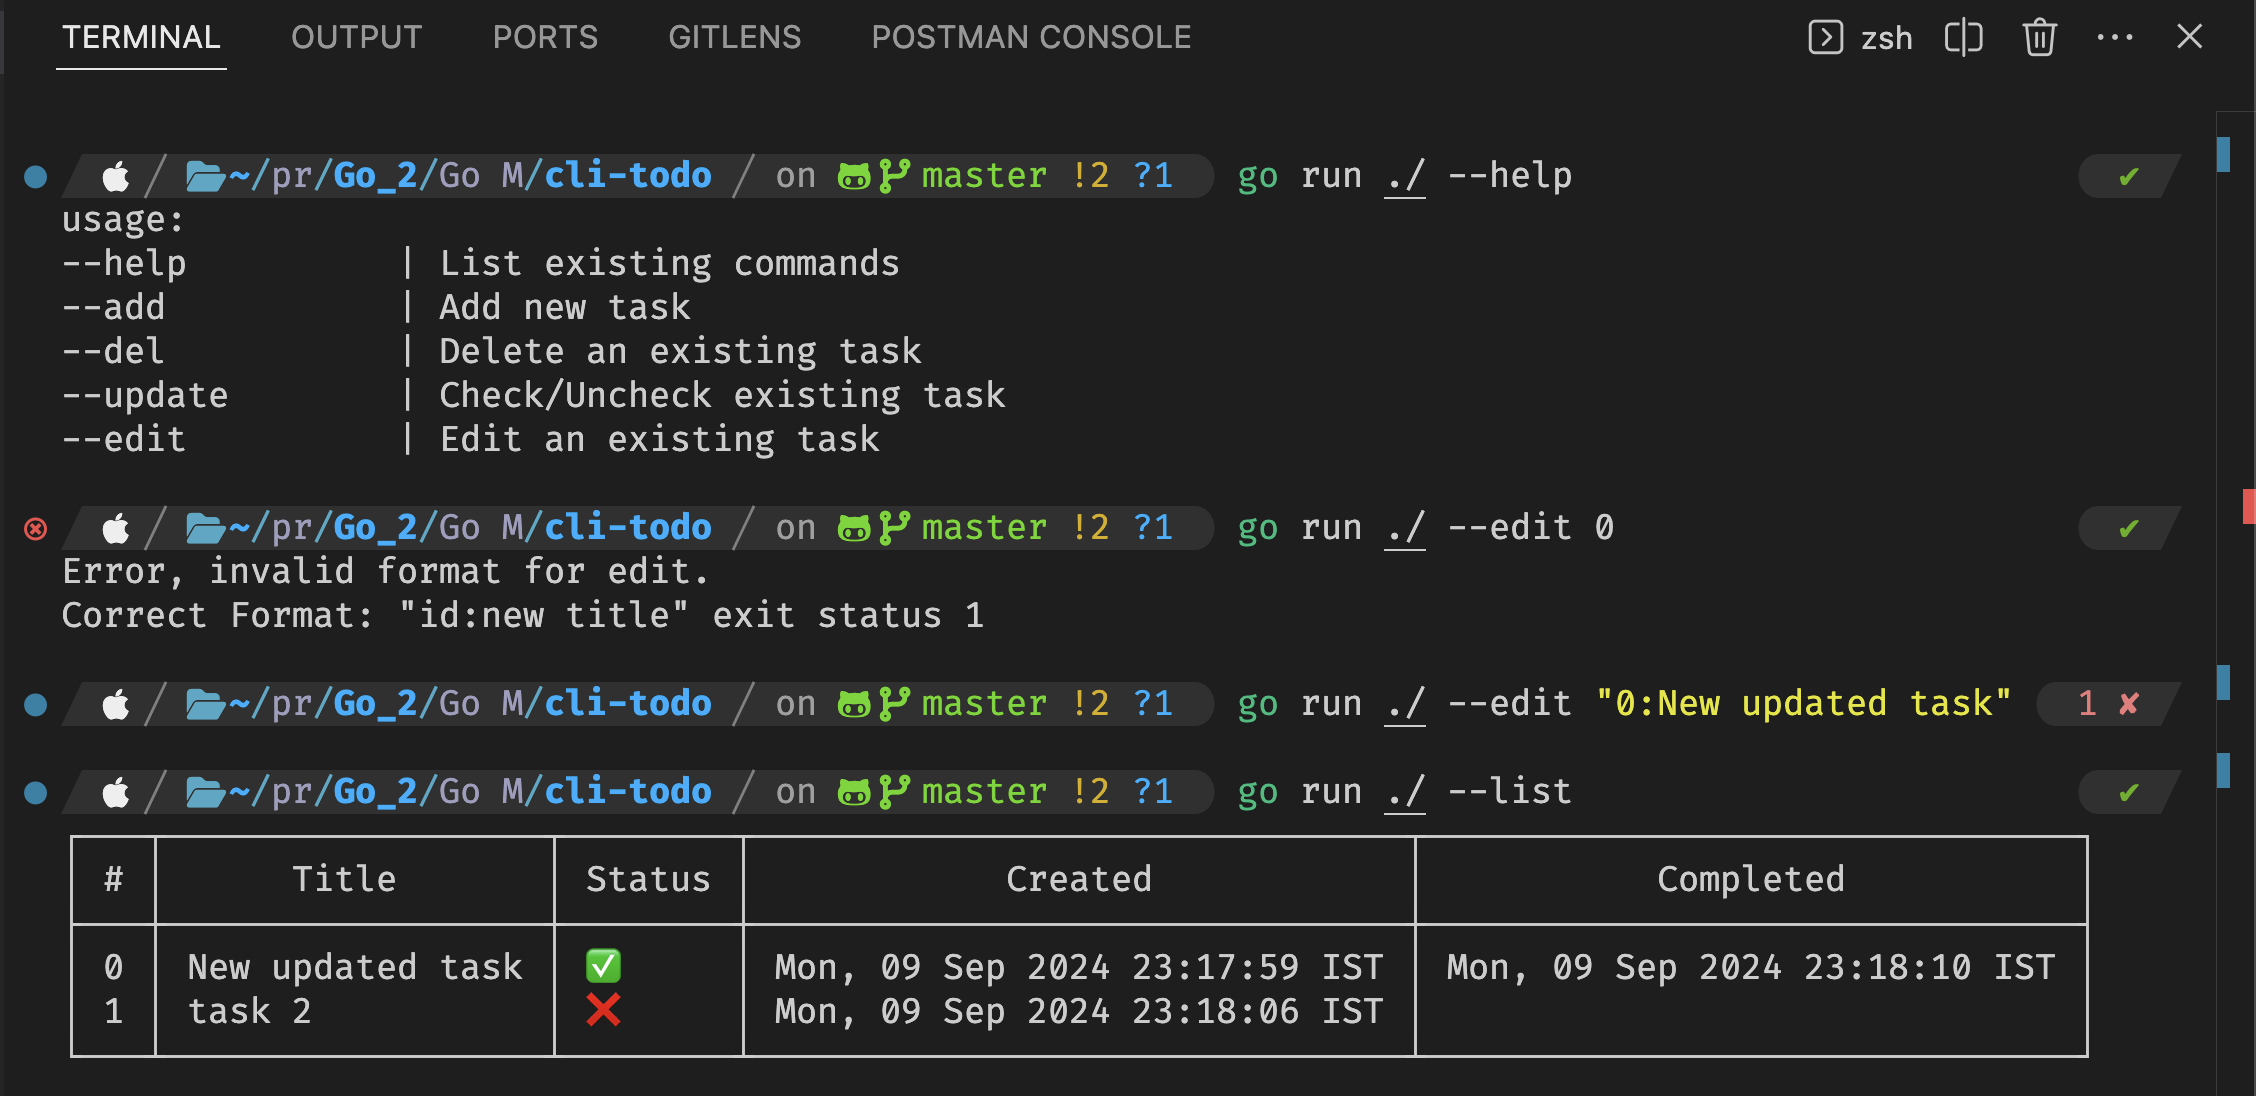 TERMINAL OUTPUT PORTS GITLENS POSTMAN CONSOLE zsh
~/pr/Go_2/Go M/cli-todo on master !2 ?1 go run ./ --help ✔
usage:
--help | List existing commands
--add | Add new task
--del | Delete an existing task
--update | Check/Uncheck existing task
--edit | Edit an existing task
~/pr/Go_2/Go M/cli-todo on master !2 ?1 go run ./ --edit 0 ✔
Error, invalid format for edit.
Correct Format: "id:new title" exit status 1
~/pr/Go_2/Go M/cli-todo on master !2 ?1 go run ./ --edit "0:New updated task" 1 ✘
~/pr/Go_2/Go M/cli-todo on master !2 ?1 go run ./ --list ✔
# Title Status Created Completed
0 New updated task ✅ Mon, 09 Sep 2024 23:17:59 IST Mon, 09 Sep 2024 23:18:10 IST
1 task 2 ❌ Mon, 09 Sep 2024 23:18:06 IST